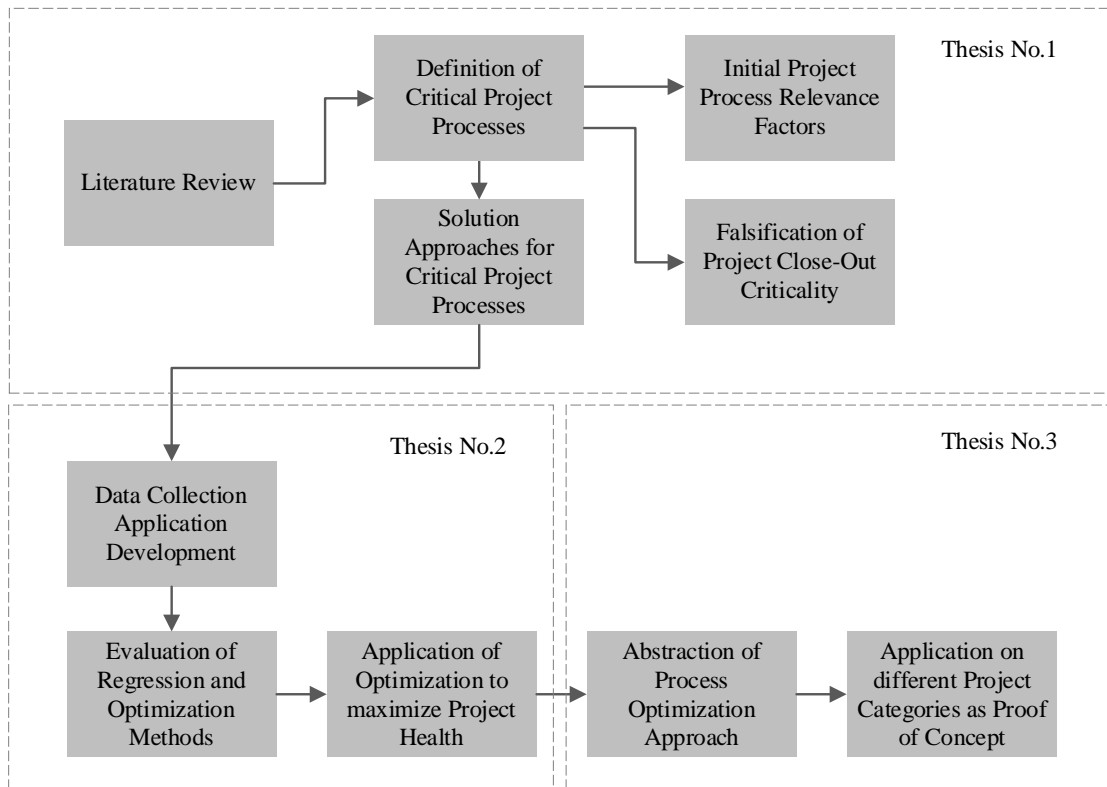 Thesis No.1
Definition of
Critical Project
Processes
Initial Project
Process Relevance
Factors
Literature Review
Solution
Approaches for
Critical Project
Processes
Falsification of
Project Close-Out
Criticality
Thesis No.2
Data Collection
Application
Development
Evaluation of
Regression and
Optimization
Methods
Application of
Optimization to
maximize Project
Health
Thesis No.3
Abstraction of
Process
Optimization
Approach
Application on
different Project
Categories as Proof
of Concept